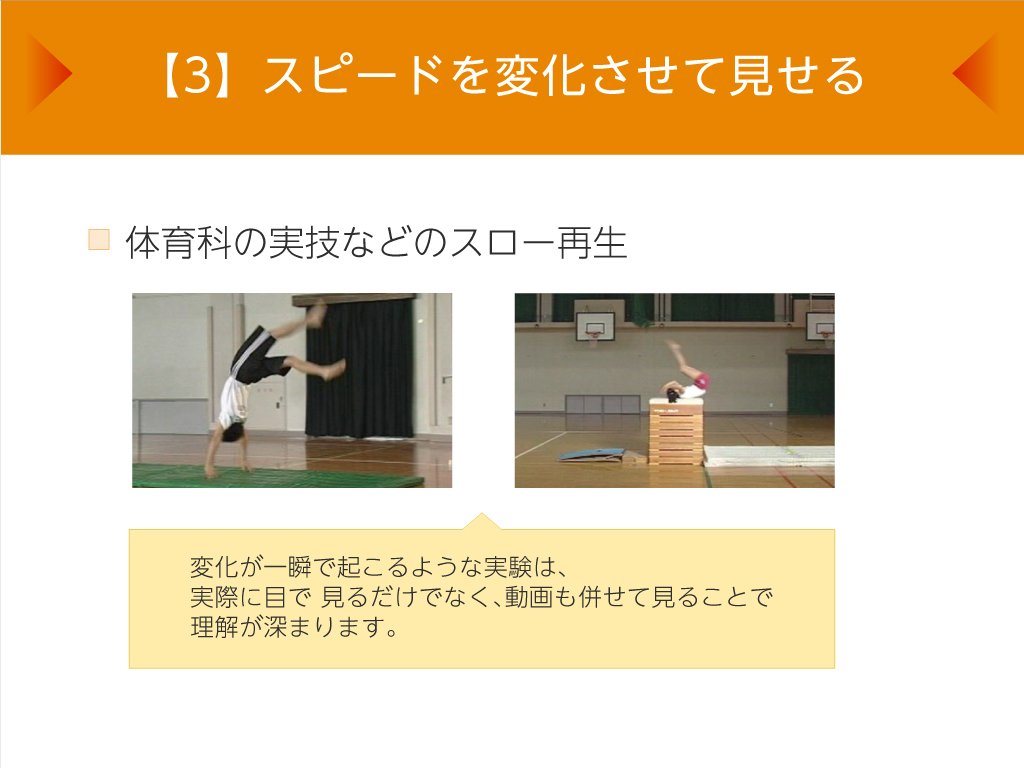 【3】スピードを変化させて見せる
体育科の実技などのスロー再生
変化が一瞬で起こるような実験は、
実際に目で 見るだけでなく、動画も併せて見ることで
理解が深まります。